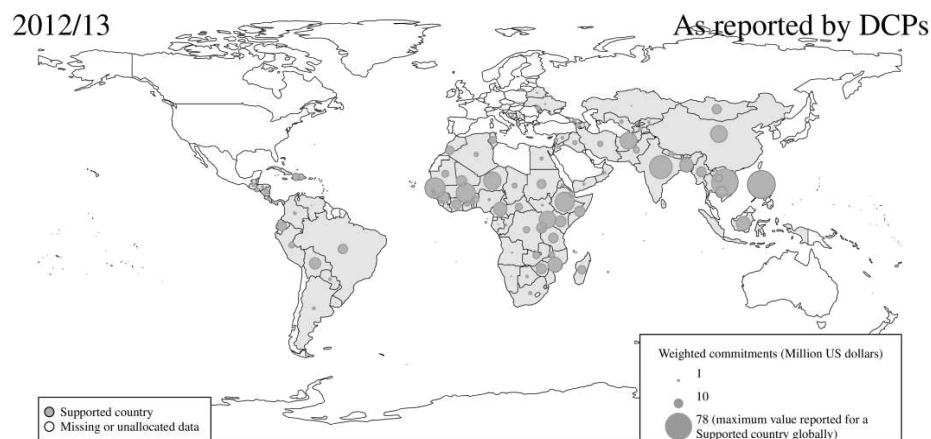 2012/13
As reported by DCPs
Weighted commitments (Million US dollars)
1
10
78 (maximum value reported for a
Supported country globally)
Supported country
Missing or unallocated data